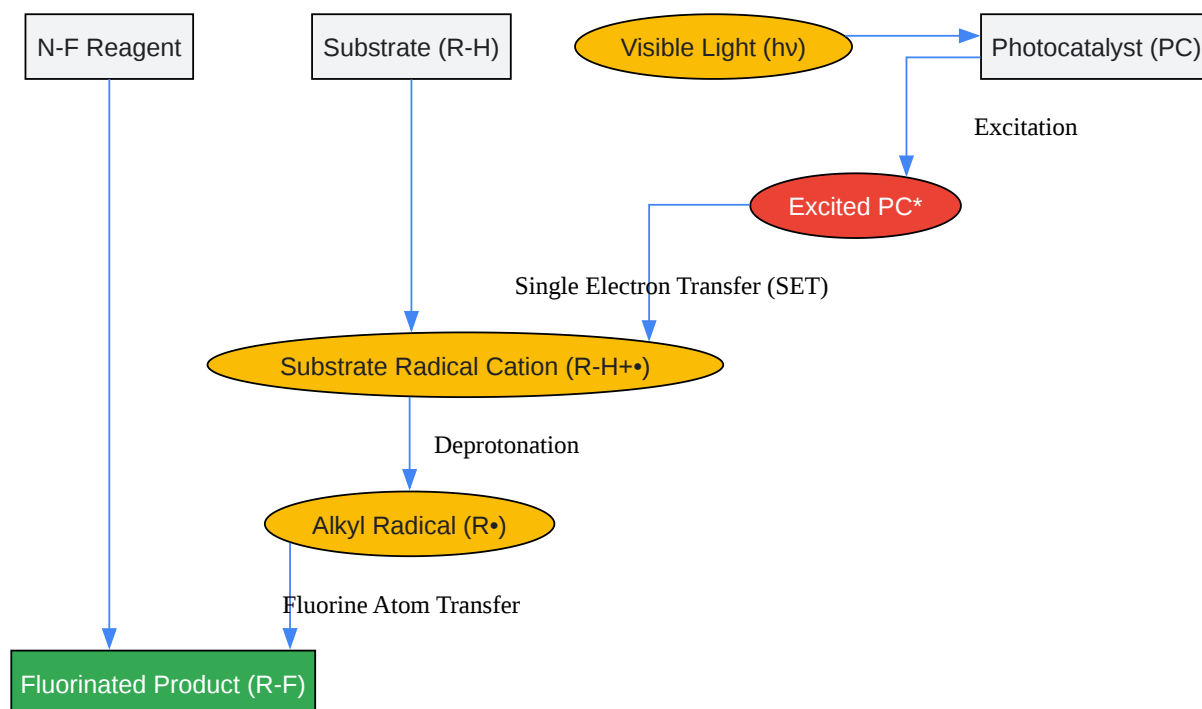 N-F Reagent
Substrate (R-H)
Visible Light (hν)
Photocatalyst (PC)
Excitation
Excited PC*
Single Electron Transfer (SET)
Substrate Radical Cation (R-H+•)
Deprotonation
Alkyl Radical (R•)
Fluorine Atom Transfer
Fluorinated Product (R-F)